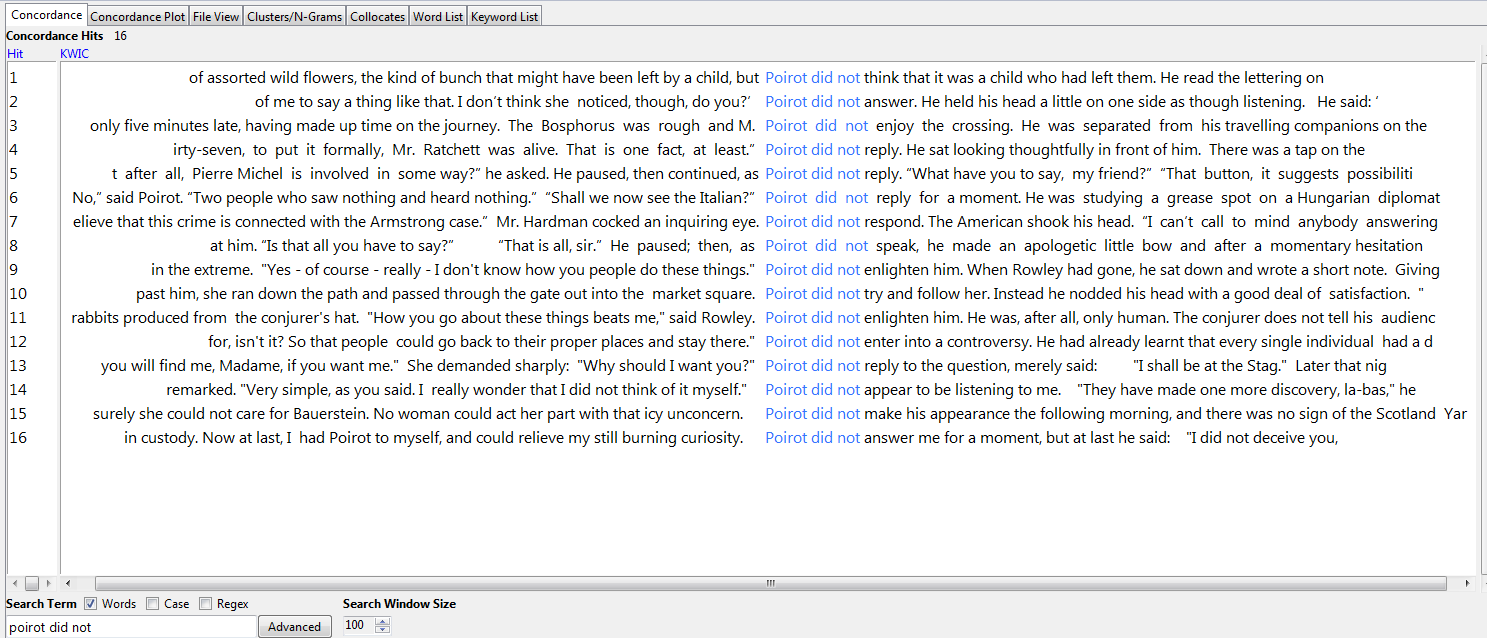 Concordance Concordance Plot File View Clusters/N-Grams Collocates Word List Keyword List
Concordance Hits 16
Hit KWIC
1 of assorted wild flowers, the kind of bunch that might have been left by a child, but Poirot did not think that it was a child who had left them. He read the lettering on
2 of me to say a thing like that. I don't think she noticed, though, do you?' Poirot did not answer. He held his head a little on one side as though listening. He said: '
3 only five minutes late, having made up time on the journey. The Bosphorus was rough and M. Poirot did not enjoy the crossing. He was separated from his travelling companions on the
4 irty-seven, to put it formally, Mr. Ratchett was alive. That is one fact, at least.” Poirot did not reply. He sat looking thoughtfully in front of him. There was a tap on the
5 t after all, Pierre Michel is involved in some way?” he asked. He paused, then continued, as Poirot did not reply. “What have you to say, my friend?” “That button, it suggests possibiliti
6 No,” said Poirot. “Two people who saw nothing and heard nothing.” “Shall we now see the Italian?” Poirot did not reply for a moment. He was studying a grease spot on a Hungarian diplomat
7 elieve that this crime is connected with the Armstrong case.” Mr. Hardman cocked an inquiring eye. Poirot did not respond. The American shook his head. “I can’t call to mind anybody answering
8 at him. “Is that all you have to say?” “That is all, sir.” He paused; then, as Poirot did not speak, he made an apologetic little bow and after a momentary hesitation
9 in the extreme. "Yes - of course - really - I don't know how you people do these things." Poirot did not enlighten him. When Rowley had gone, he sat down and wrote a short note. Giving
10 past him, she ran down the path and passed through the gate out into the market square. Poirot did not try and follow her. Instead he nodded his head with a good deal of satisfaction. "
11 rabbits produced from the conjurer's hat. "How you go about these things beats me," said Rowley. Poirot did not enlighten him. He was, after all, only human. The conjurer does not tell his audienc
12 for, isn't it? So that people could go back to their proper places and stay there." Poirot did not enter into a controversy. He had already learnt that every single individual had a d
13 you will find me, Madame, if you want me." She demanded sharply: "Why should I want you?" Poirot did not reply to the question, merely said: "I shall be at the Stag." Later that nig
14 remarked. "Very simple, as you said. I really wonder that I did not think of it myself." Poirot did not appear to be listening to me. "They have made one more discovery, la-bas," he
15 surely she could not care for Bauerstein. No woman could act her part with that icy unconcern. Poirot did not make his appearance the following morning, and there was no sign of the Scotland Yar
16 in custody. Now at last, I had Poirot to myself, and could relieve my still burning curiosity. Poirot did not answer me for a moment, but at last he said: "I did not deceive you,
Search Term Words Case Regex Search Window Size
poirot did not Advanced 100